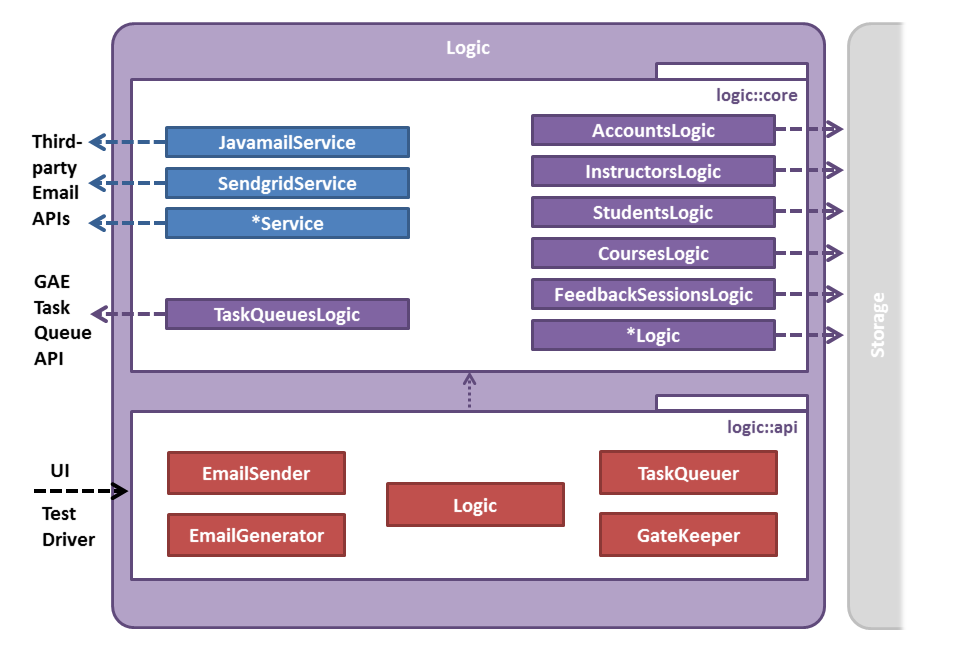 Logic
logic::core
Third-
party
Email
APIs
JavamailService
SendgridService
*Service
GAE
Task
Queue
API
TaskQueuesLogic
AccountsLogic
InstructorsLogic
StudentsLogic
CoursesLogic
FeedbackSessionsLogic
*Logic
Storage
logic::api
UI
Test
Driver
EmailSender
EmailGenerator
Logic
TaskQueuer
GateKeeper